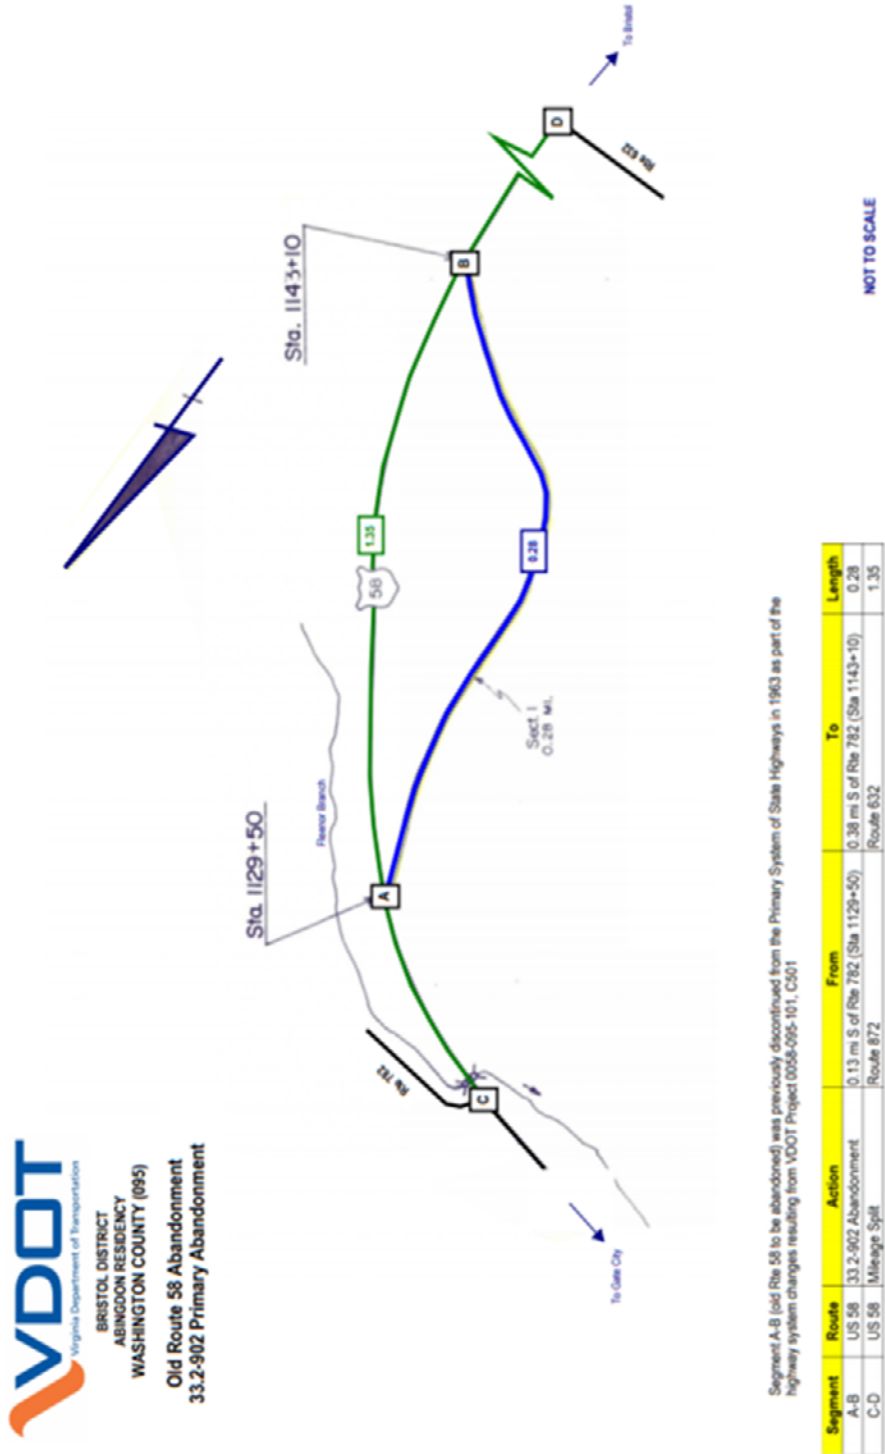 VDOT
Virginia Department of Transportation
BRISTOL DISTRICT
ABINGDON RESIDENCY
WASHINGTON COUNTY (095)
Old Route 58 Abandonment
33.2-902 Primary Abandonment
Sta. 1129+50
Sta. 1143+10
Fleenor Branch
Rte 782
C
A
58
1.35
B
D
Rte 632
To Bristol
Sect. 1
0.28 MI.
0.28
To Gate City
NOT TO SCALE
Segment A-B (old Rte 58 to be abandoned) was previously discontinued from the Primary System of State Highways in 1963 as part of the
highway system changes resulting from VDOT Project 0058-095-101, C501
Segment Route Action From To Length
A-B US 58 33.2-902 Abandonment 0.13 mi S of Rte 782 (Sta 1129+50) 0.38 mi S of Rte 782 (Sta 1143+10) 0.28
C-D US 58 Mileage Split Route 872 Route 632 1.35